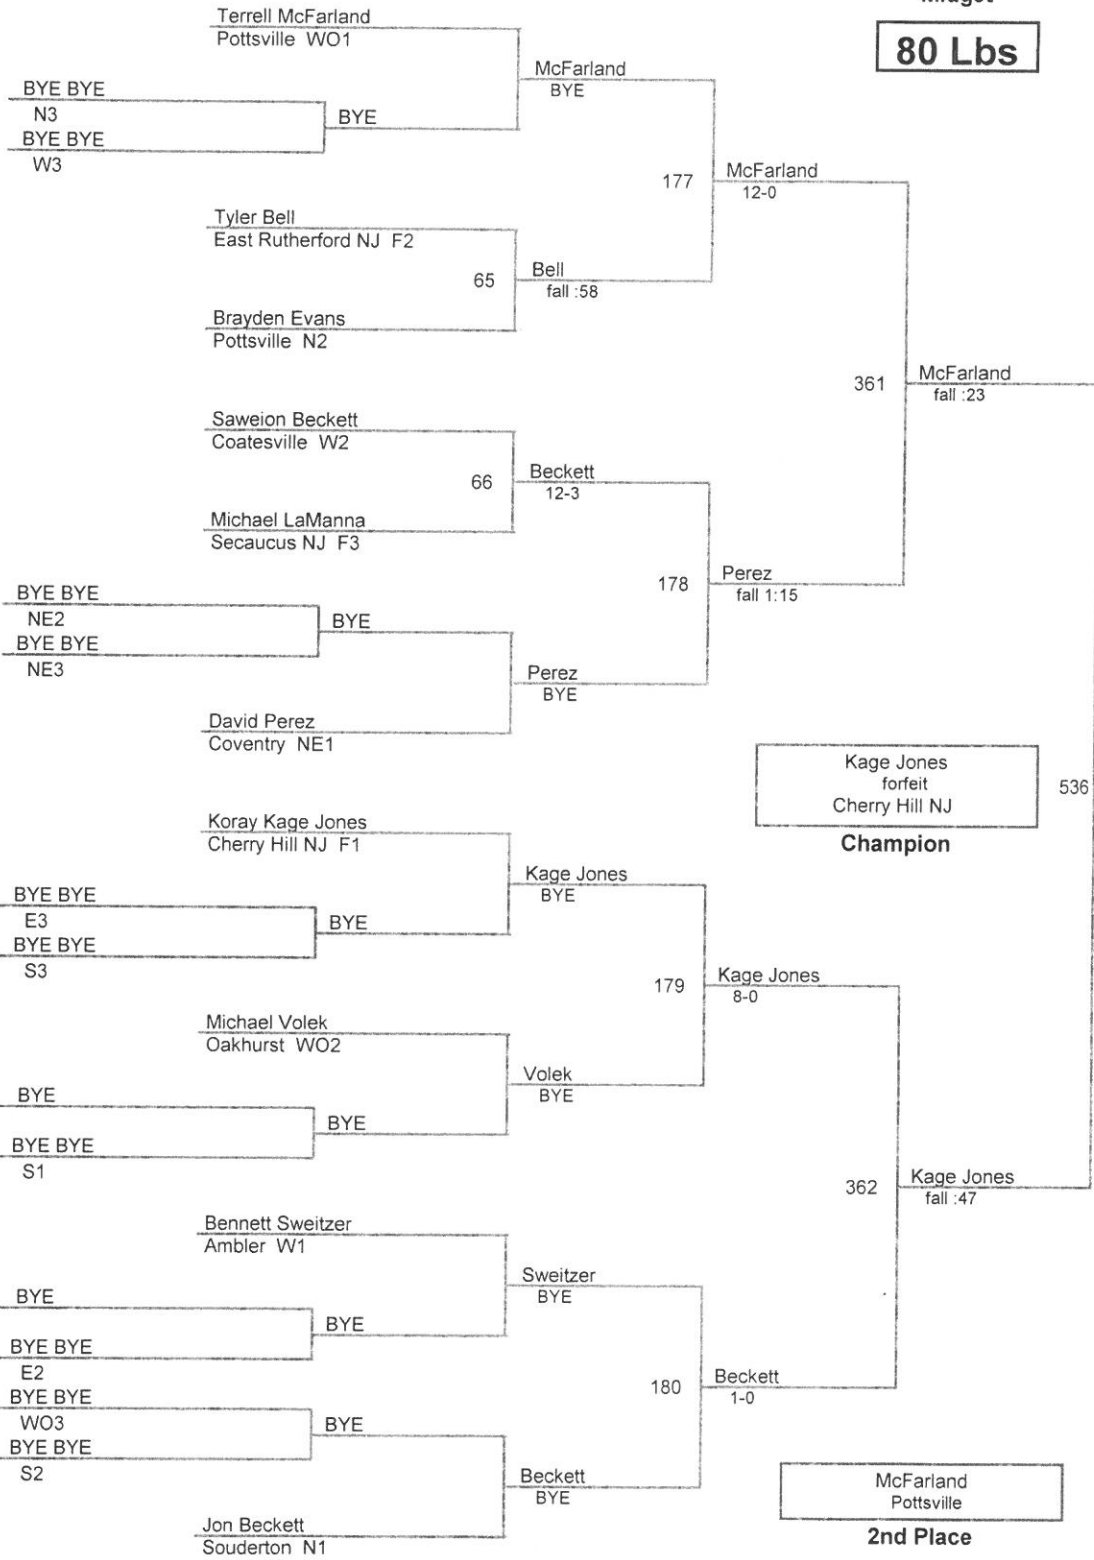 Midget
80 Lbs
Terrell McFarland
Pottsville WO1
McFarland
BYE
BYE BYE
N3
BYE
BYE BYE
W3
177
McFarland
12-0
Tyler Bell
East Rutherford NJ F2
65
Bell
fall :58
Brayden Evans
Pottsville N2
361
McFarland
fall :23
Saweion Beckett
Coatesville W2
66
Beckett
12-3
Michael LaManna
Secaucus NJ F3
178
Perez
fall 1:15
BYE BYE
NE2
BYE
BYE BYE
NE3
Perez
BYE
David Perez
Coventry NE1
Kage Jones
forfeit
Cherry Hill NJ
536
Champion
Koray Kage Jones
Cherry Hill NJ F1
Kage Jones
BYE
BYE BYE
E3
BYE
BYE BYE
S3
179
Kage Jones
8-0
Michael Volek
Oakhurst WO2
Volek
BYE
BYE
BYE
BYE BYE
S1
362
Kage Jones
fall :47
Bennett Sweitzer
Ambler W1
Sweitzer
BYE
BYE
BYE
BYE BYE
E2
180
Beckett
1-0
BYE BYE
WO3
BYE
BYE BYE
S2
Beckett
BYE
Jon Beckett
Souderton N1
McFarland
Pottsville
2nd Place